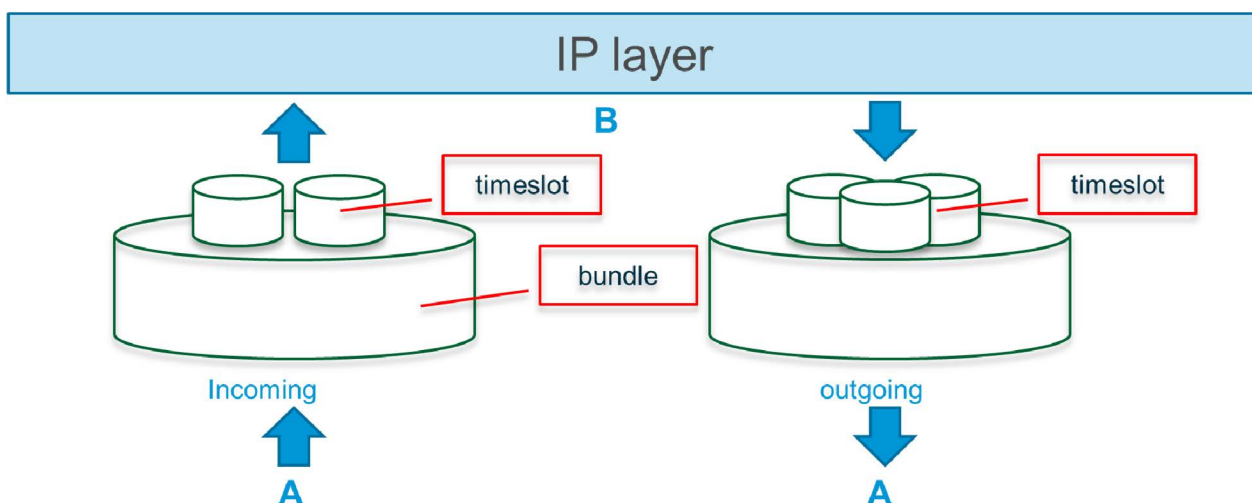 IP layer
B
timeslot
timeslot
bundle
Incoming
outgoing
A
A